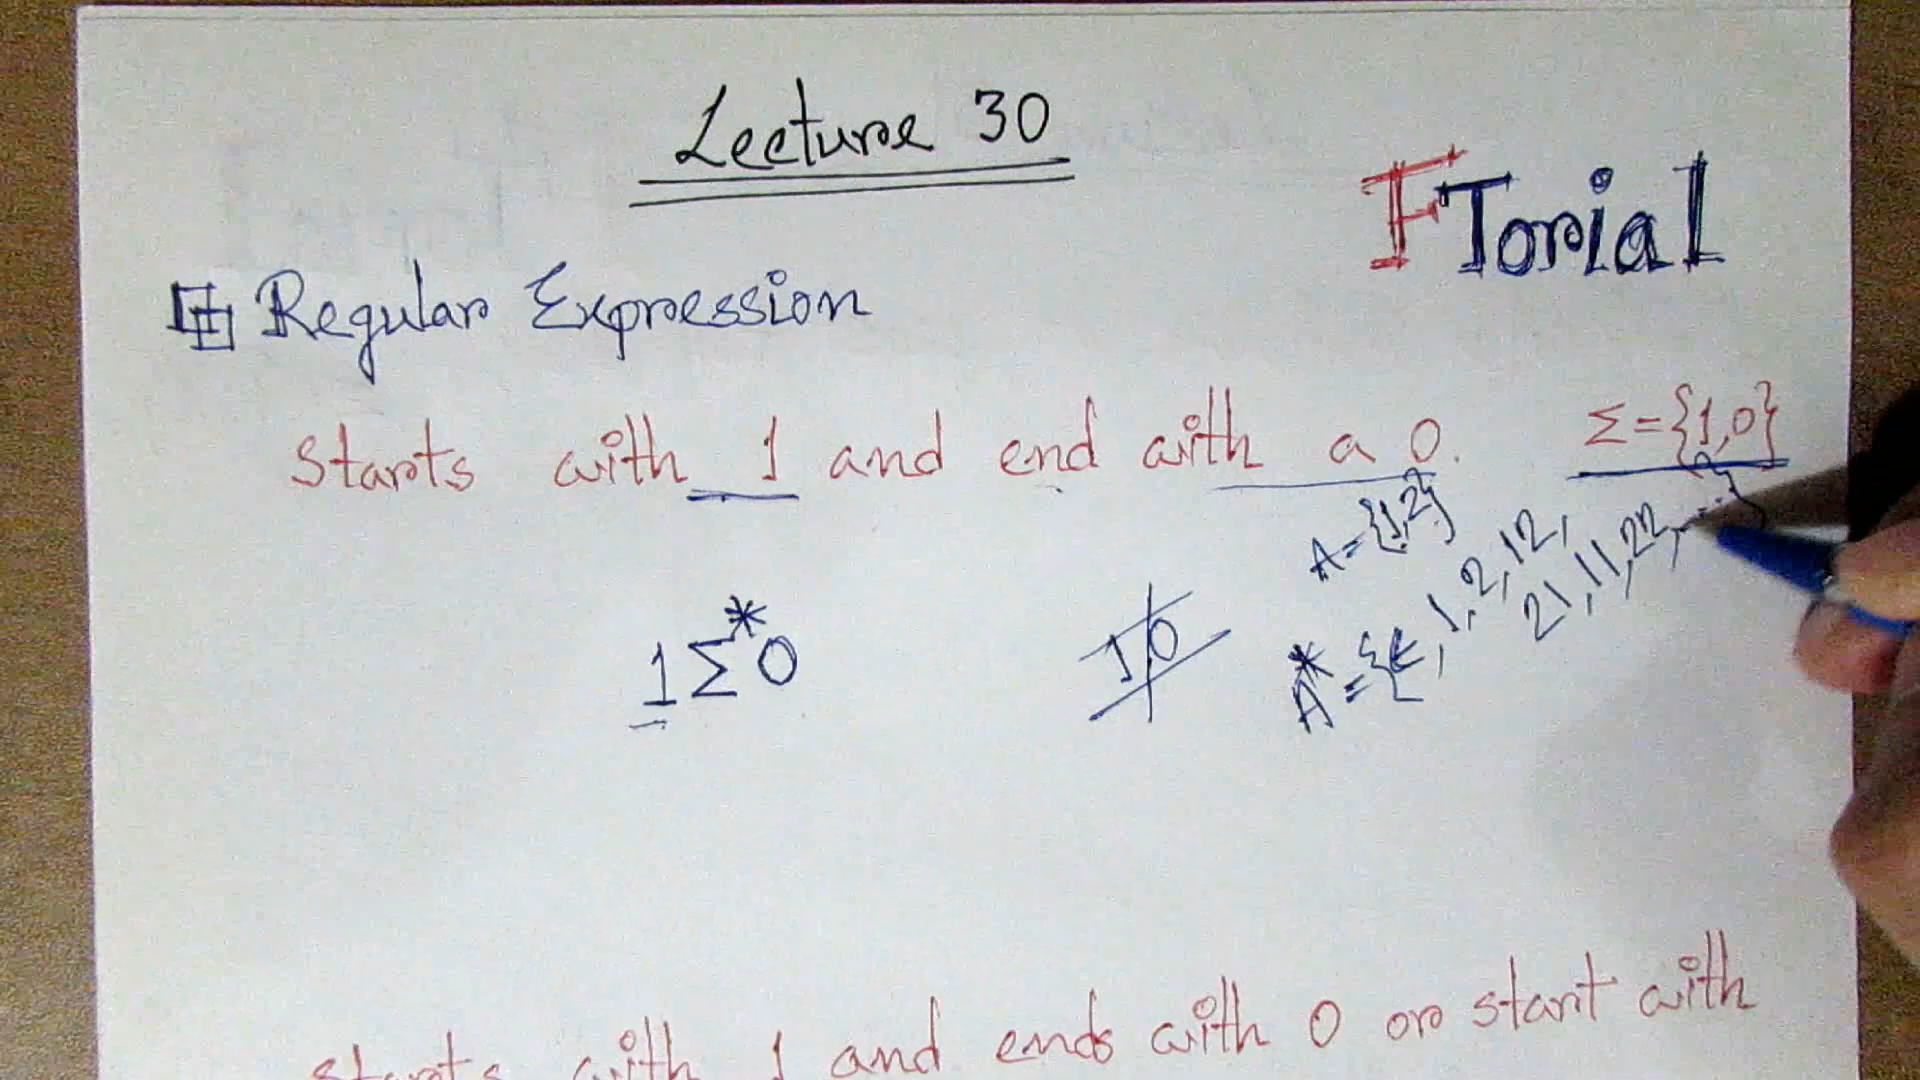 Lecture 30
FTorial
Regular Expression
Starts with 1 and end with a 0. Σ={1,0}
A={1,2}
1Σ*0
10
A*={ε,1,2,12,
21,11,22,...}
starts with 1 and ends with 0 or start with